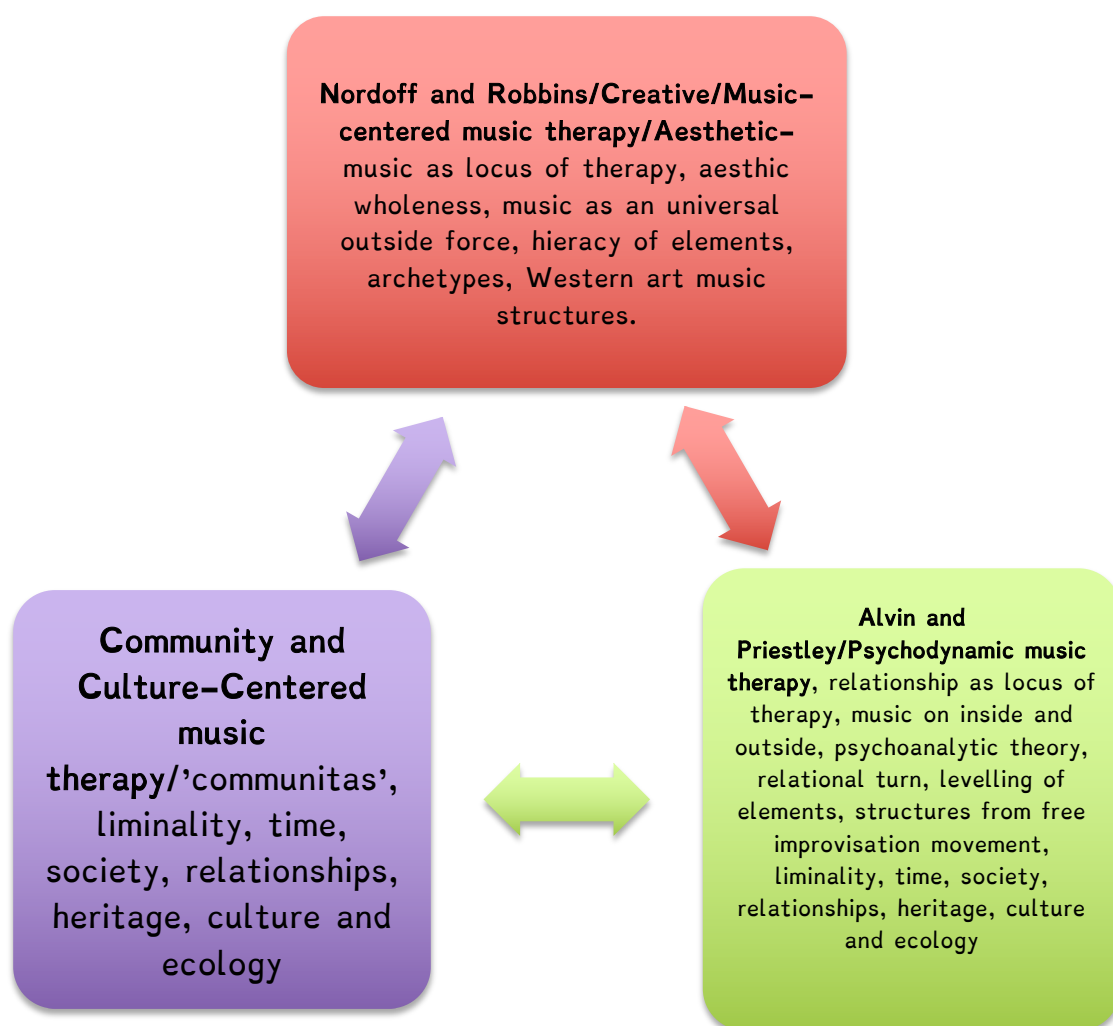 Nordoff and Robbins/Creative/Music–
centered music therapy/Aesthetic–
music as locus of therapy, aesthic
wholeness, music as an universal
outside force, hieracy of elements,
archetypes, Western art music
structures.
Community and
Culture–Centered
music
therapy/’communitas’,
liminality, time,
society, relationships,
heritage, culture and
ecology
Alvin and
Priestley/Psychodynamic music
therapy, relationship as locus of
therapy, music on inside and
outside, psychoanalytic theory,
relational turn, levelling of
elements, structures from free
improvisation movement,
liminality, time, society,
relationships, heritage, culture
and ecology